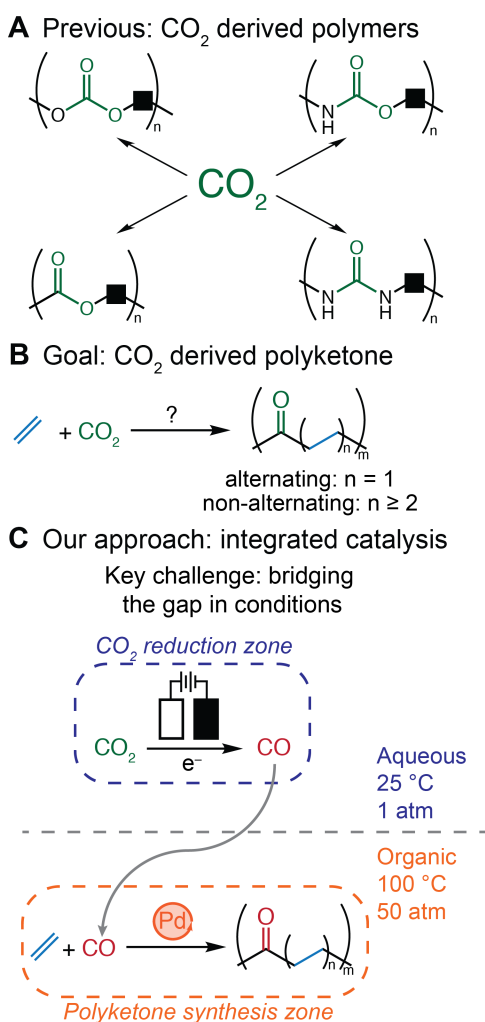 A Previous: CO2 derived polymers
O
O
O
n
O
N
H
O
n
CO2
O
O
n
O
N
H
N
H
n
B Goal: CO2 derived polyketone
+ CO2
?
O
n
m
alternating: n = 1
non-alternating: n ≥ 2
C Our approach: integrated catalysis
Key challenge: bridging
the gap in conditions
CO2 reduction zone
CO2
e–
CO
Aqueous
25 °C
1 atm
Organic
100 °C
50 atm
+ CO
Pd
O
n
m
Polyketone synthesis zone